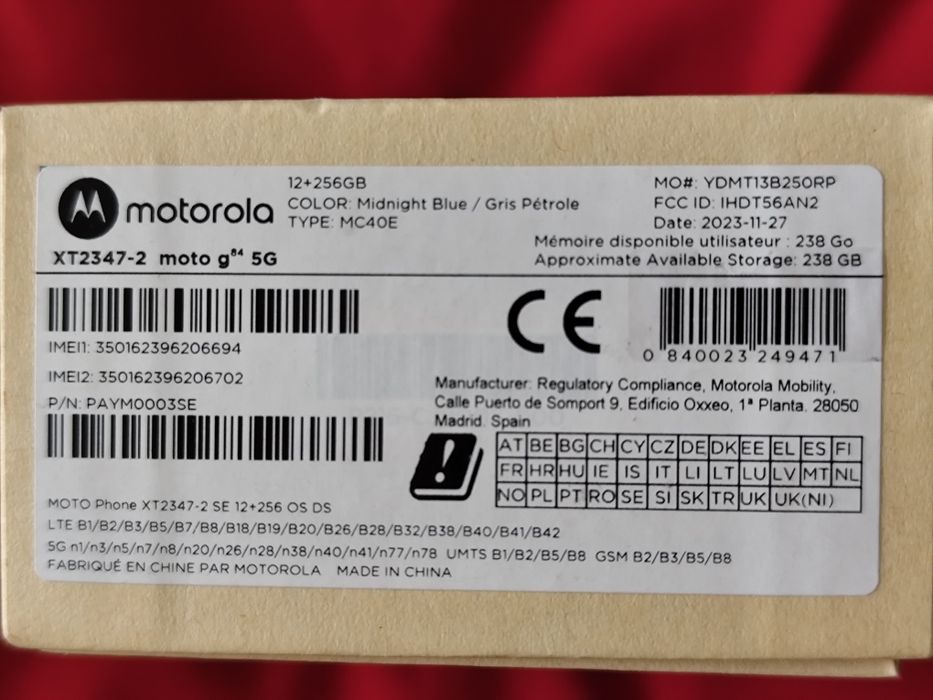 motorola
12+256GB
COLOR: Midnight Blue / Gris Pétrole
TYPE: MC40E
MO#: YDMT13B250RP
FCC ID: IHDT56AN2
Date: 2023-11-27
Mémoire disponible utilisateur : 238 Go
Approximate Available Storage: 238 GB
XT2347-2 moto g84 5G
IMEI1: 350162396206694
IMEI2: 350162396206702
P/N: PAYM0003SE
CE
0 840023 249471
Manufacturer: Regulatory Compliance, Motorola Mobility,
Calle Puerto de Somport 9, Edificio Oxxeo, 1ª Planta. 28050
Madrid. Spain
AT BE BG CH CY CZ DE DK EE EL ES FI
FR HR HU IE IS IT LI LT LU LV MT NL
NO PL PT RO SE SI SK TR UK UK(NI)
MOTO Phone XT2347-2 SE 12+256 OS DS
LTE B1/B2/B3/B5/B7/B8/B18/B19/B20/B26/B28/B32/B38/B40/B41/B42
5G n1/n3/n5/n7/n8/n20/n26/n28/n38/n40/n41/n77/n78 UMTS B1/B2/B5/B8 GSM B2/B3/B5/B8
FABRIQUÉ EN CHINE PAR MOTOROLA MADE IN CHINA